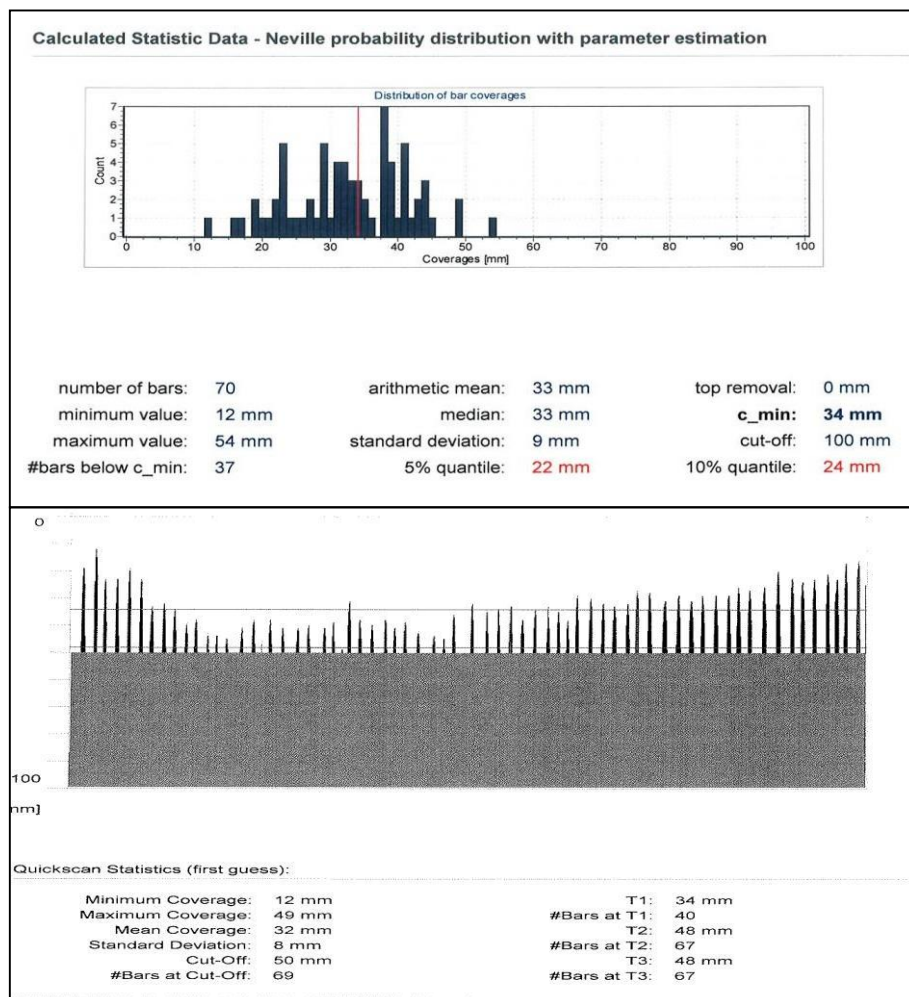 Calculated Statistic Data - Neville probability distribution with parameter estimation
Distribution of bar coverages
7
6
5
4
3
2
1
0
Count
0 10 20 30 40 50 60 70 80 90 100
Coverages [mm]
number of bars: 70 arithmetic mean: 33 mm top removal: 0 mm
minimum value: 12 mm median: 33 mm c_min: 34 mm
maximum value: 54 mm standard deviation: 9 mm cut-off: 100 mm
#bars below c_min: 37 5% quantile: 22 mm 10% quantile: 24 mm
0
100
nm]
Quickscan Statistics (first guess):
Minimum Coverage: 12 mm T1: 34 mm
Maximum Coverage: 49 mm #Bars at T1: 40
Mean Coverage: 32 mm T2: 48 mm
Standard Deviation: 8 mm #Bars at T2: 67
Cut-Off: 50 mm T3: 48 mm
#Bars at Cut-Off: 69 #Bars at T3: 67